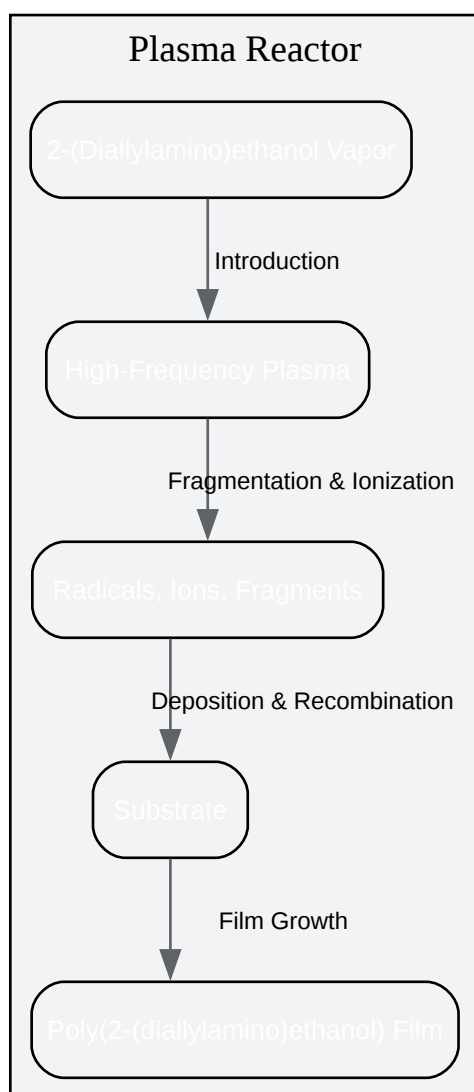 Plasma Reactor
2-(Diallylamino)ethanol Vapor
Introduction
High-Frequency Plasma
Fragmentation & Ionization
Radicals, Ions, Fragments
Deposition & Recombination
Substrate
Film Growth
Poly(2-(diallylamino)ethanol) Film